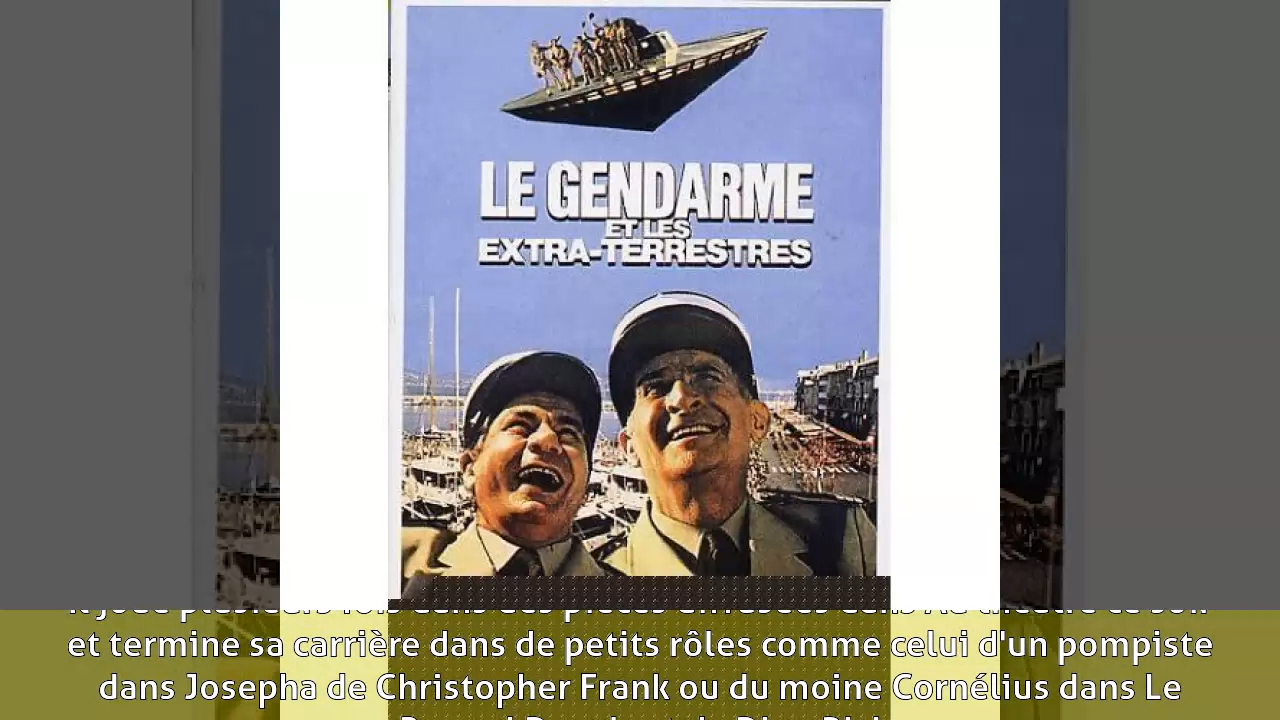 LE GENDARME
ET LES
EXTRA-TERRESTRES
et termine sa carrière dans de petits rôles comme celui d'un pompiste
dans Josepha de Christopher Frank ou du moine Cornélius dans Le